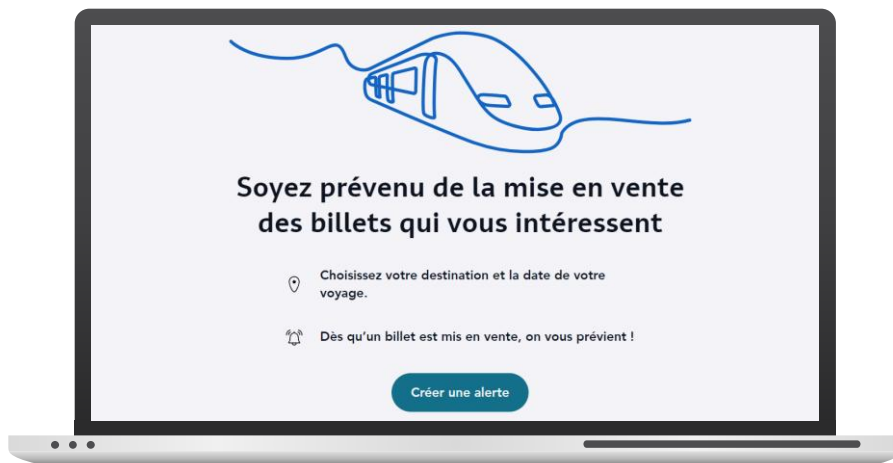 Soyez prévenu de la mise en vente
des billets qui vous intéressent
Choisissez votre destination et la date de votre
voyage.
Dès qu'un billet est mis en vente, on vous prévient !
Créer une alerte